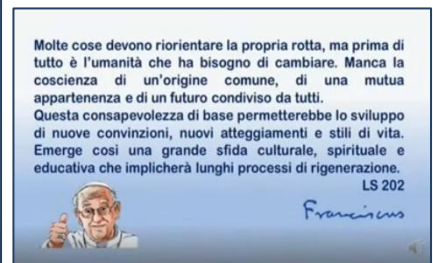 Molte cose devono riorientare la propria rotta, ma prima di
tutto è l'umanità che ha bisogno di cambiare. Manca la
coscienza di un'origine comune, di una mutua
appartenenza e di un futuro condiviso da tutti.
Questa consapevolezza di base permetterebbe lo sviluppo
di nuove convinzioni, nuovi atteggiamenti e stili di vita.
Emerge così una grande sfida culturale, spirituale e
educativa che implicherà lunghi processi di rigenerazione.
LS 202
Franciscus